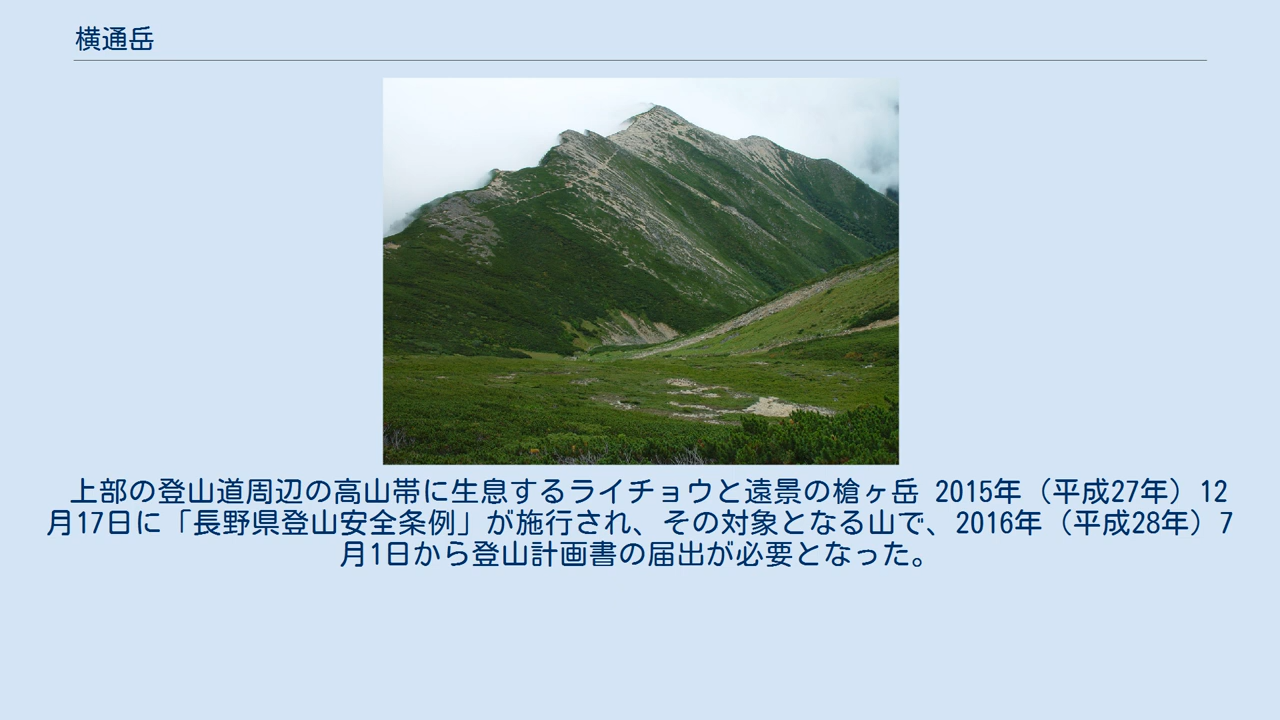 横通岳
上部の登山道周辺の高山帯に生息するライチョウと遠景の槍ヶ岳 2015年（平成27年）12
月17日に「長野県登山安全条例」が施行され、その対象となる山で、2016年（平成28年）7
月1日から登山計画書の届出が必要となった。